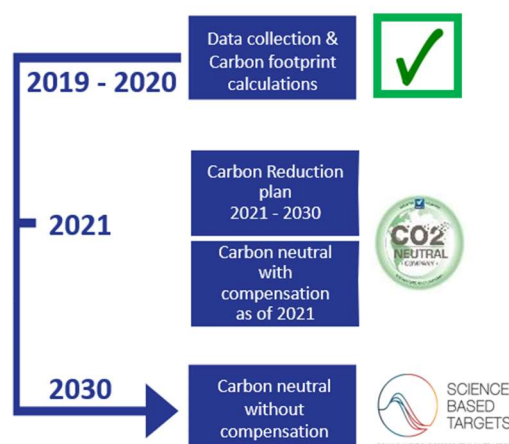 Data collection &
Carbon footprint
calculations
2019 - 2020
Carbon Reduction
plan
2021 - 2030
2021
Carbon neutral
with
compensation
as of 2021
CO2
NEUTRAL
COMPANY
2030
Carbon neutral
without
compensation
SCIENCE
BASED
TARGETS